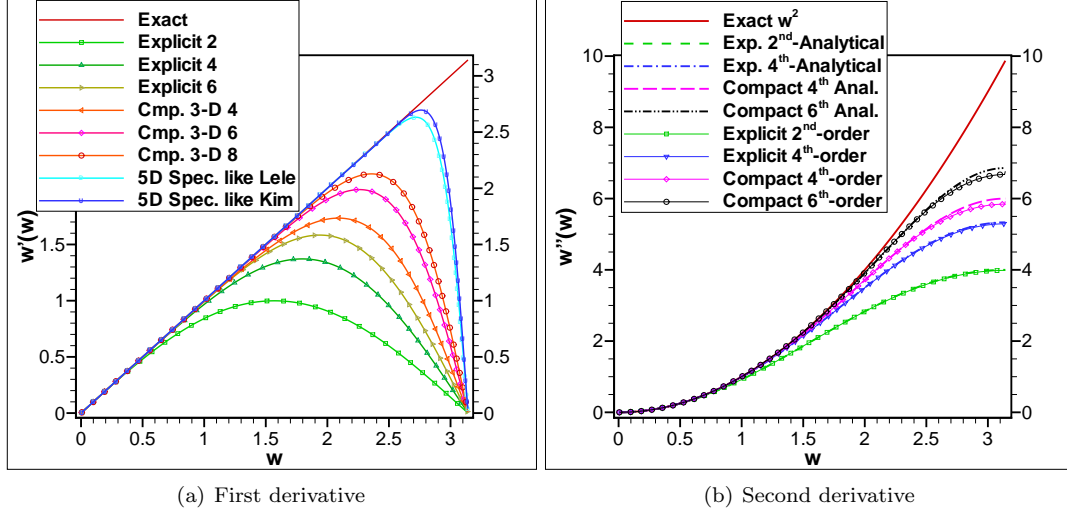 Exact
Explicit 2
Explicit 4
Explicit 6
Cmp. 3-D 4
Cmp. 3-D 6
Cmp. 3-D 8
5D Spec. like Lele
5D Spec. like Kim
w'(w)
1.5
1
0.5
0
3
2.5
2
1.5
1
0.5
0
0 0.5 1 1.5 2 2.5 3
w
(a) First derivative
Exact w²
Exp. 2ⁿᵈ-Analytical
Exp. 4ᵗʰ-Analytical
Compact 4ᵗʰ Anal.
Compact 6ᵗʰ Anal.
Explicit 2ⁿᵈ-order
Explicit 4ᵗʰ-order
Compact 4ᵗʰ-order
Compact 6ᵗʰ-order
w''(w)
10
8
6
4
2
0
10
8
6
4
2
0
0 0.5 1 1.5 2 2.5 3
w
(b) Second derivative